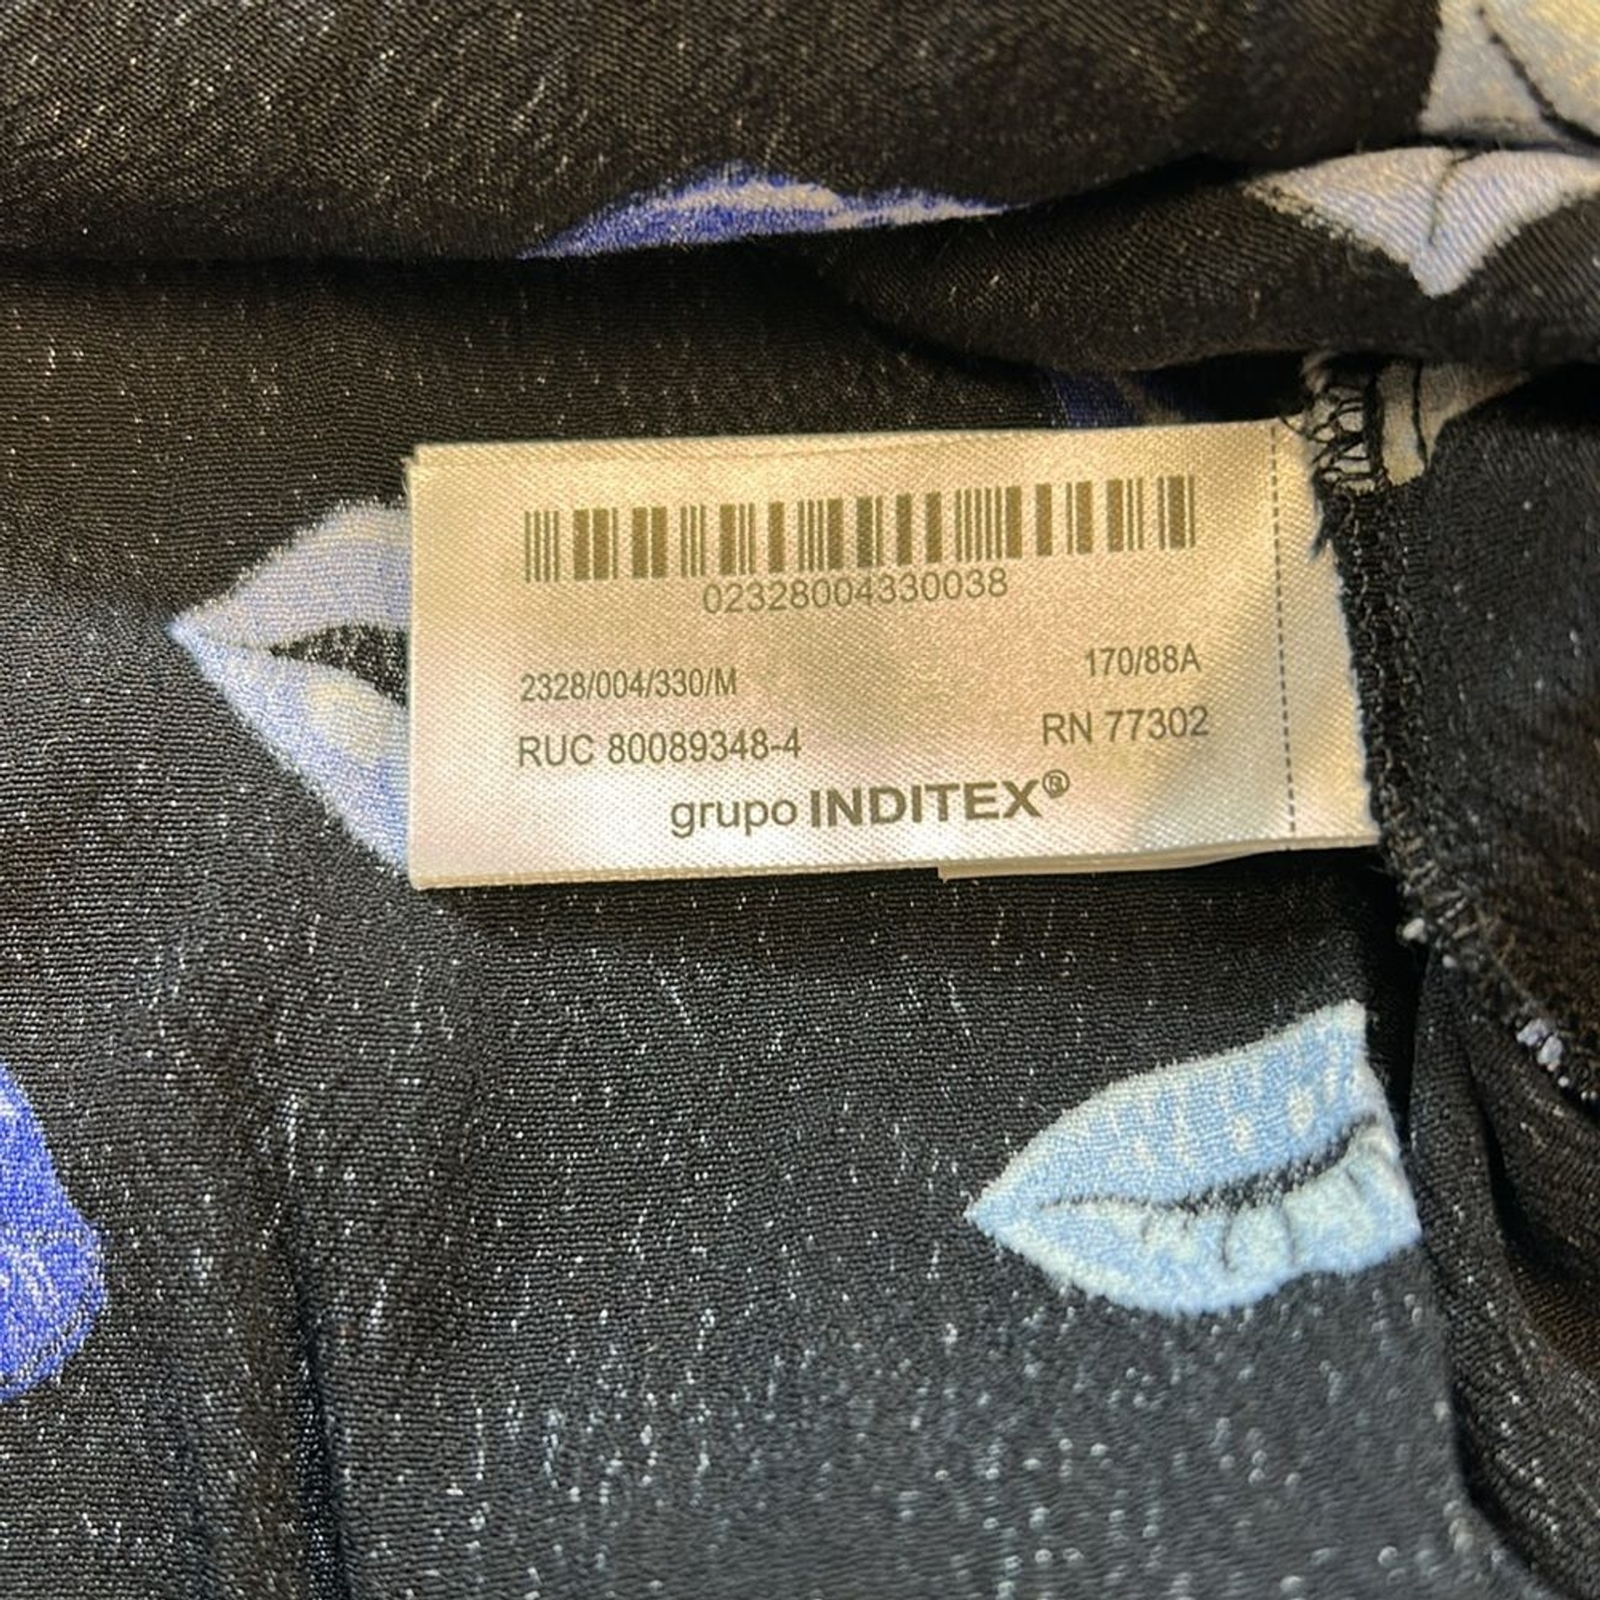 02328004330038
2328/004/330/M 170/88A
RUC 80089348-4 RN 77302
grupo INDITEX®